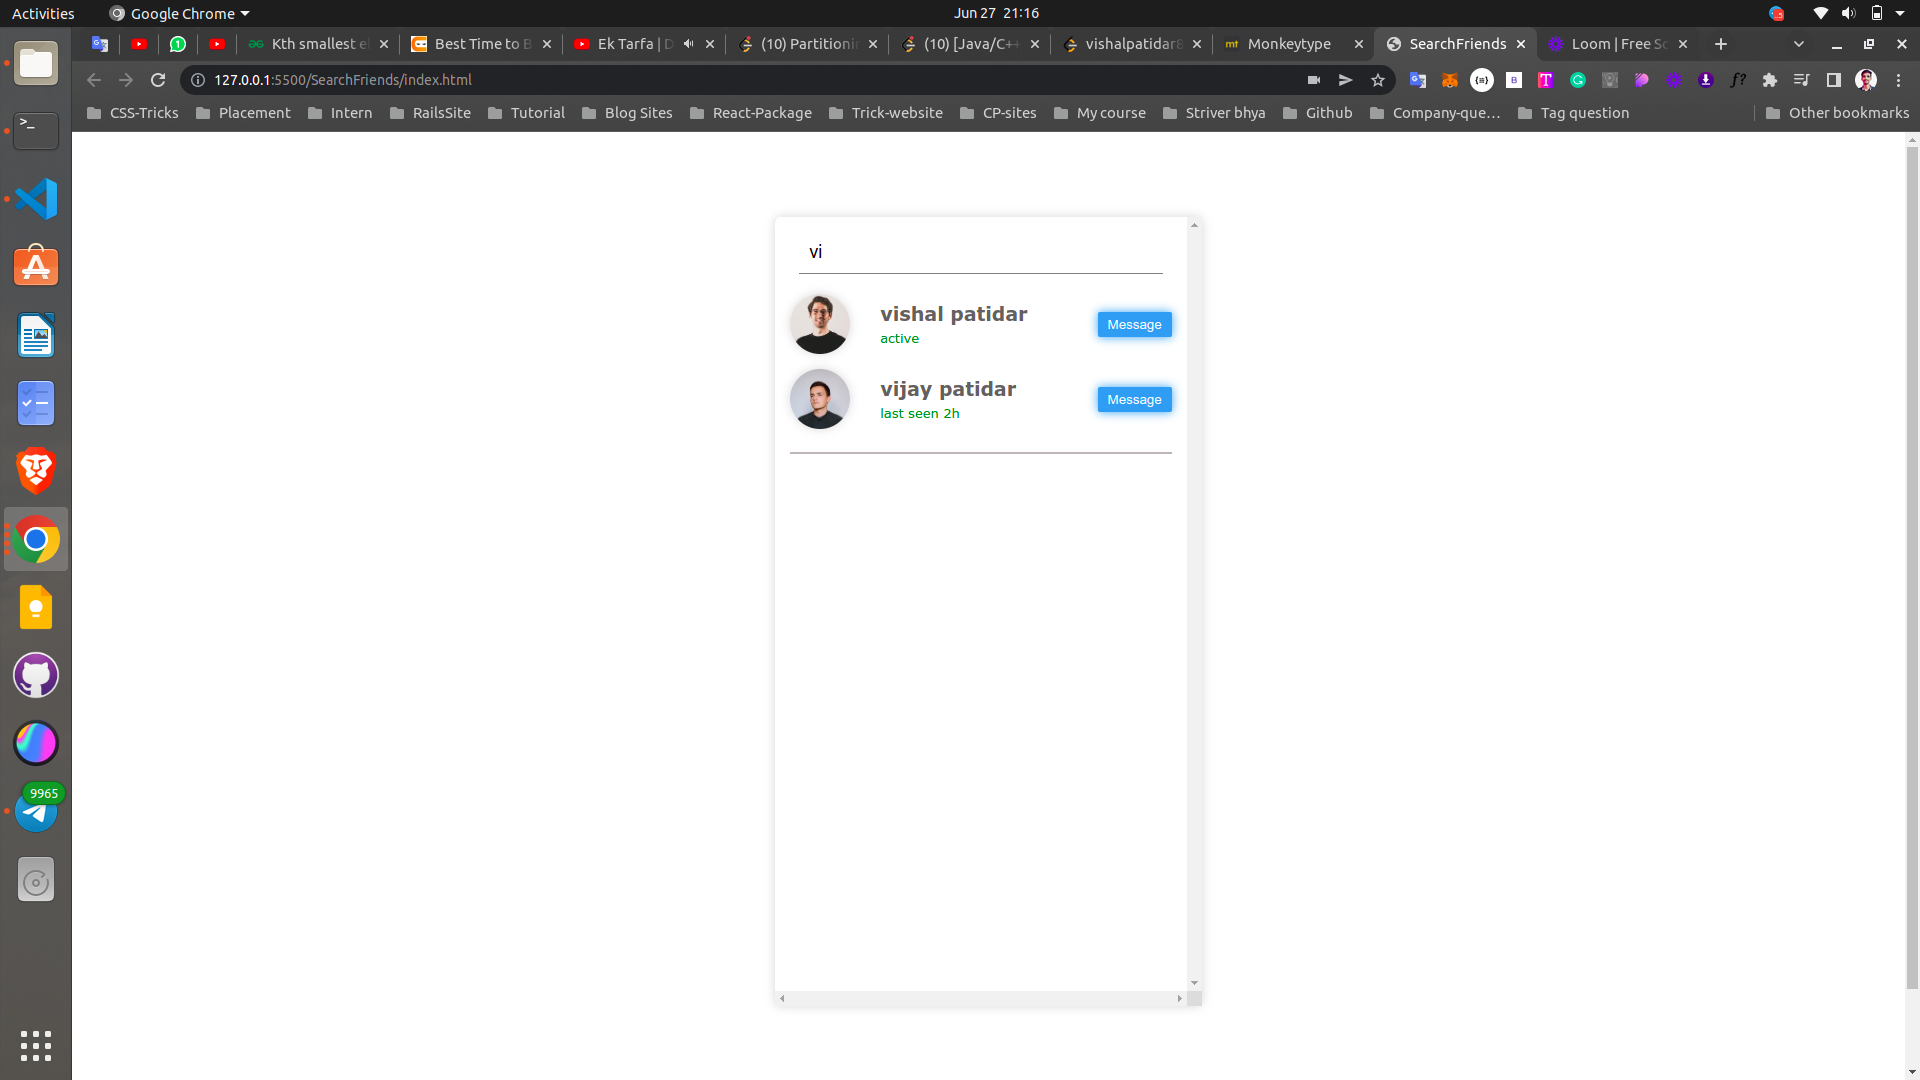 Activities
Google Chrome
Jun 27 21:16
Kth smallest el
Best Time to B
Ek Tarfa | D
(10) Partitionin
(10) [Java/C++
vishalpatidar8
Monkeytype
SearchFriends
Loom | Free Sc
127.0.0.1:5500/SearchFriends/index.html
CSS-Tricks
Placement
Intern
RailsSite
Tutorial
Blog Sites
React-Package
Trick-website
CP-sites
My course
Striver bhya
Github
Company-que...
Tag question
Other bookmarks
vi
vishal patidar
active
Message
vijay patidar
last seen 2h
Message
9965